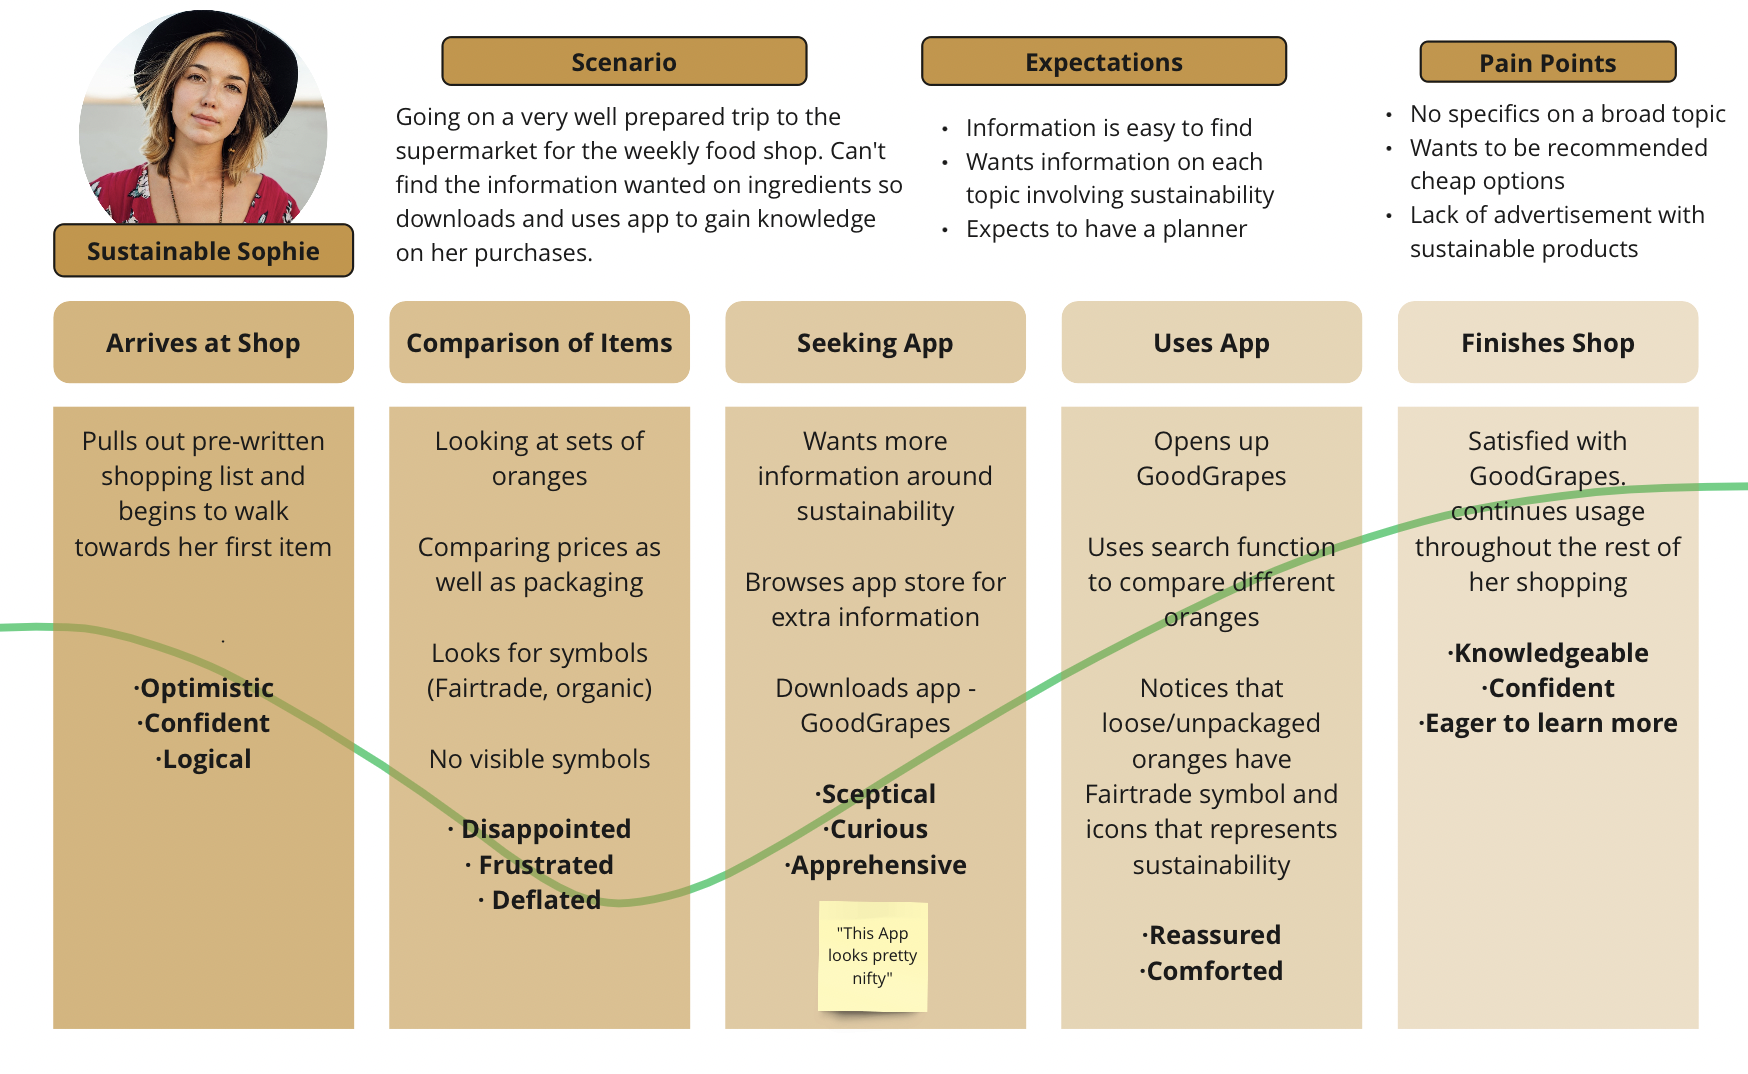 Sustainable Sophie
Scenario
Going on a very well prepared trip to the
supermarket for the weekly food shop. Can't
find the information wanted on ingredients so
downloads and uses app to gain knowledge
on her purchases.
Expectations
• Information is easy to find
• Wants information on each
topic involving sustainability
• Expects to have a planner
Pain Points
• No specifics on a broad topic
• Wants to be recommended
cheap options
• Lack of advertisement with
sustainable products
Arrives at Shop
Pulls out pre-written
shopping list and
begins to walk
towards her first item
·
·Optimistic
·Confident
·Logical
Comparison of Items
Looking at sets of
oranges
Comparing prices as
well as packaging
Looks for symbols
(Fairtrade, organic)
No visible symbols
· Disappointed
· Frustrated
· Deflated
Seeking App
Wants more
information around
sustainability
Browses app store for
extra information
Downloads app -
GoodGrapes
·Sceptical
·Curious
·Apprehensive
"This App
looks pretty
nifty"
Uses App
Opens up
GoodGrapes
Uses search function
to compare different
oranges
Notices that
loose/unpackaged
oranges have
Fairtrade symbol and
icons that represents
sustainability
·Reassured
·Comforted
Finishes Shop
Satisfied with
GoodGrapes.
continues usage
throughout the rest of
her shopping
·Knowledgeable
·Confident
·Eager to learn more